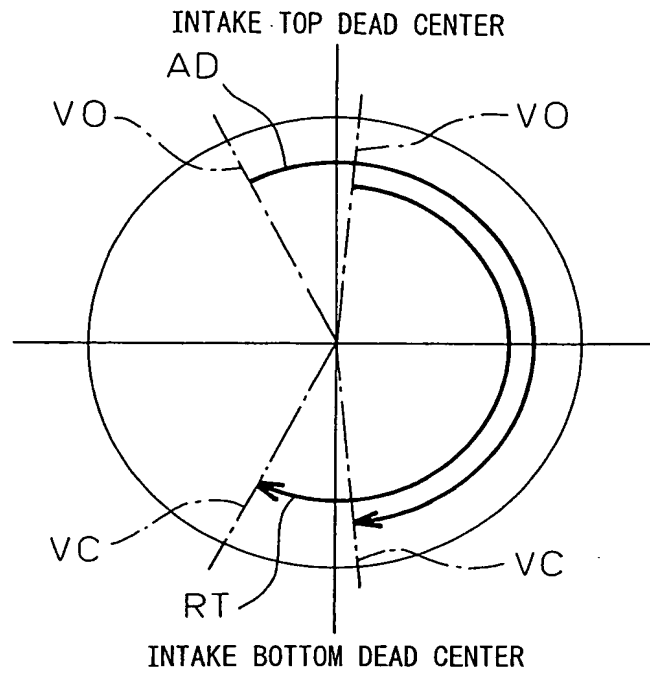 INTAKE TOP DEAD CENTER
AD
VO
VO
VC
VC
RT
INTAKE BOTTOM DEAD CENTER